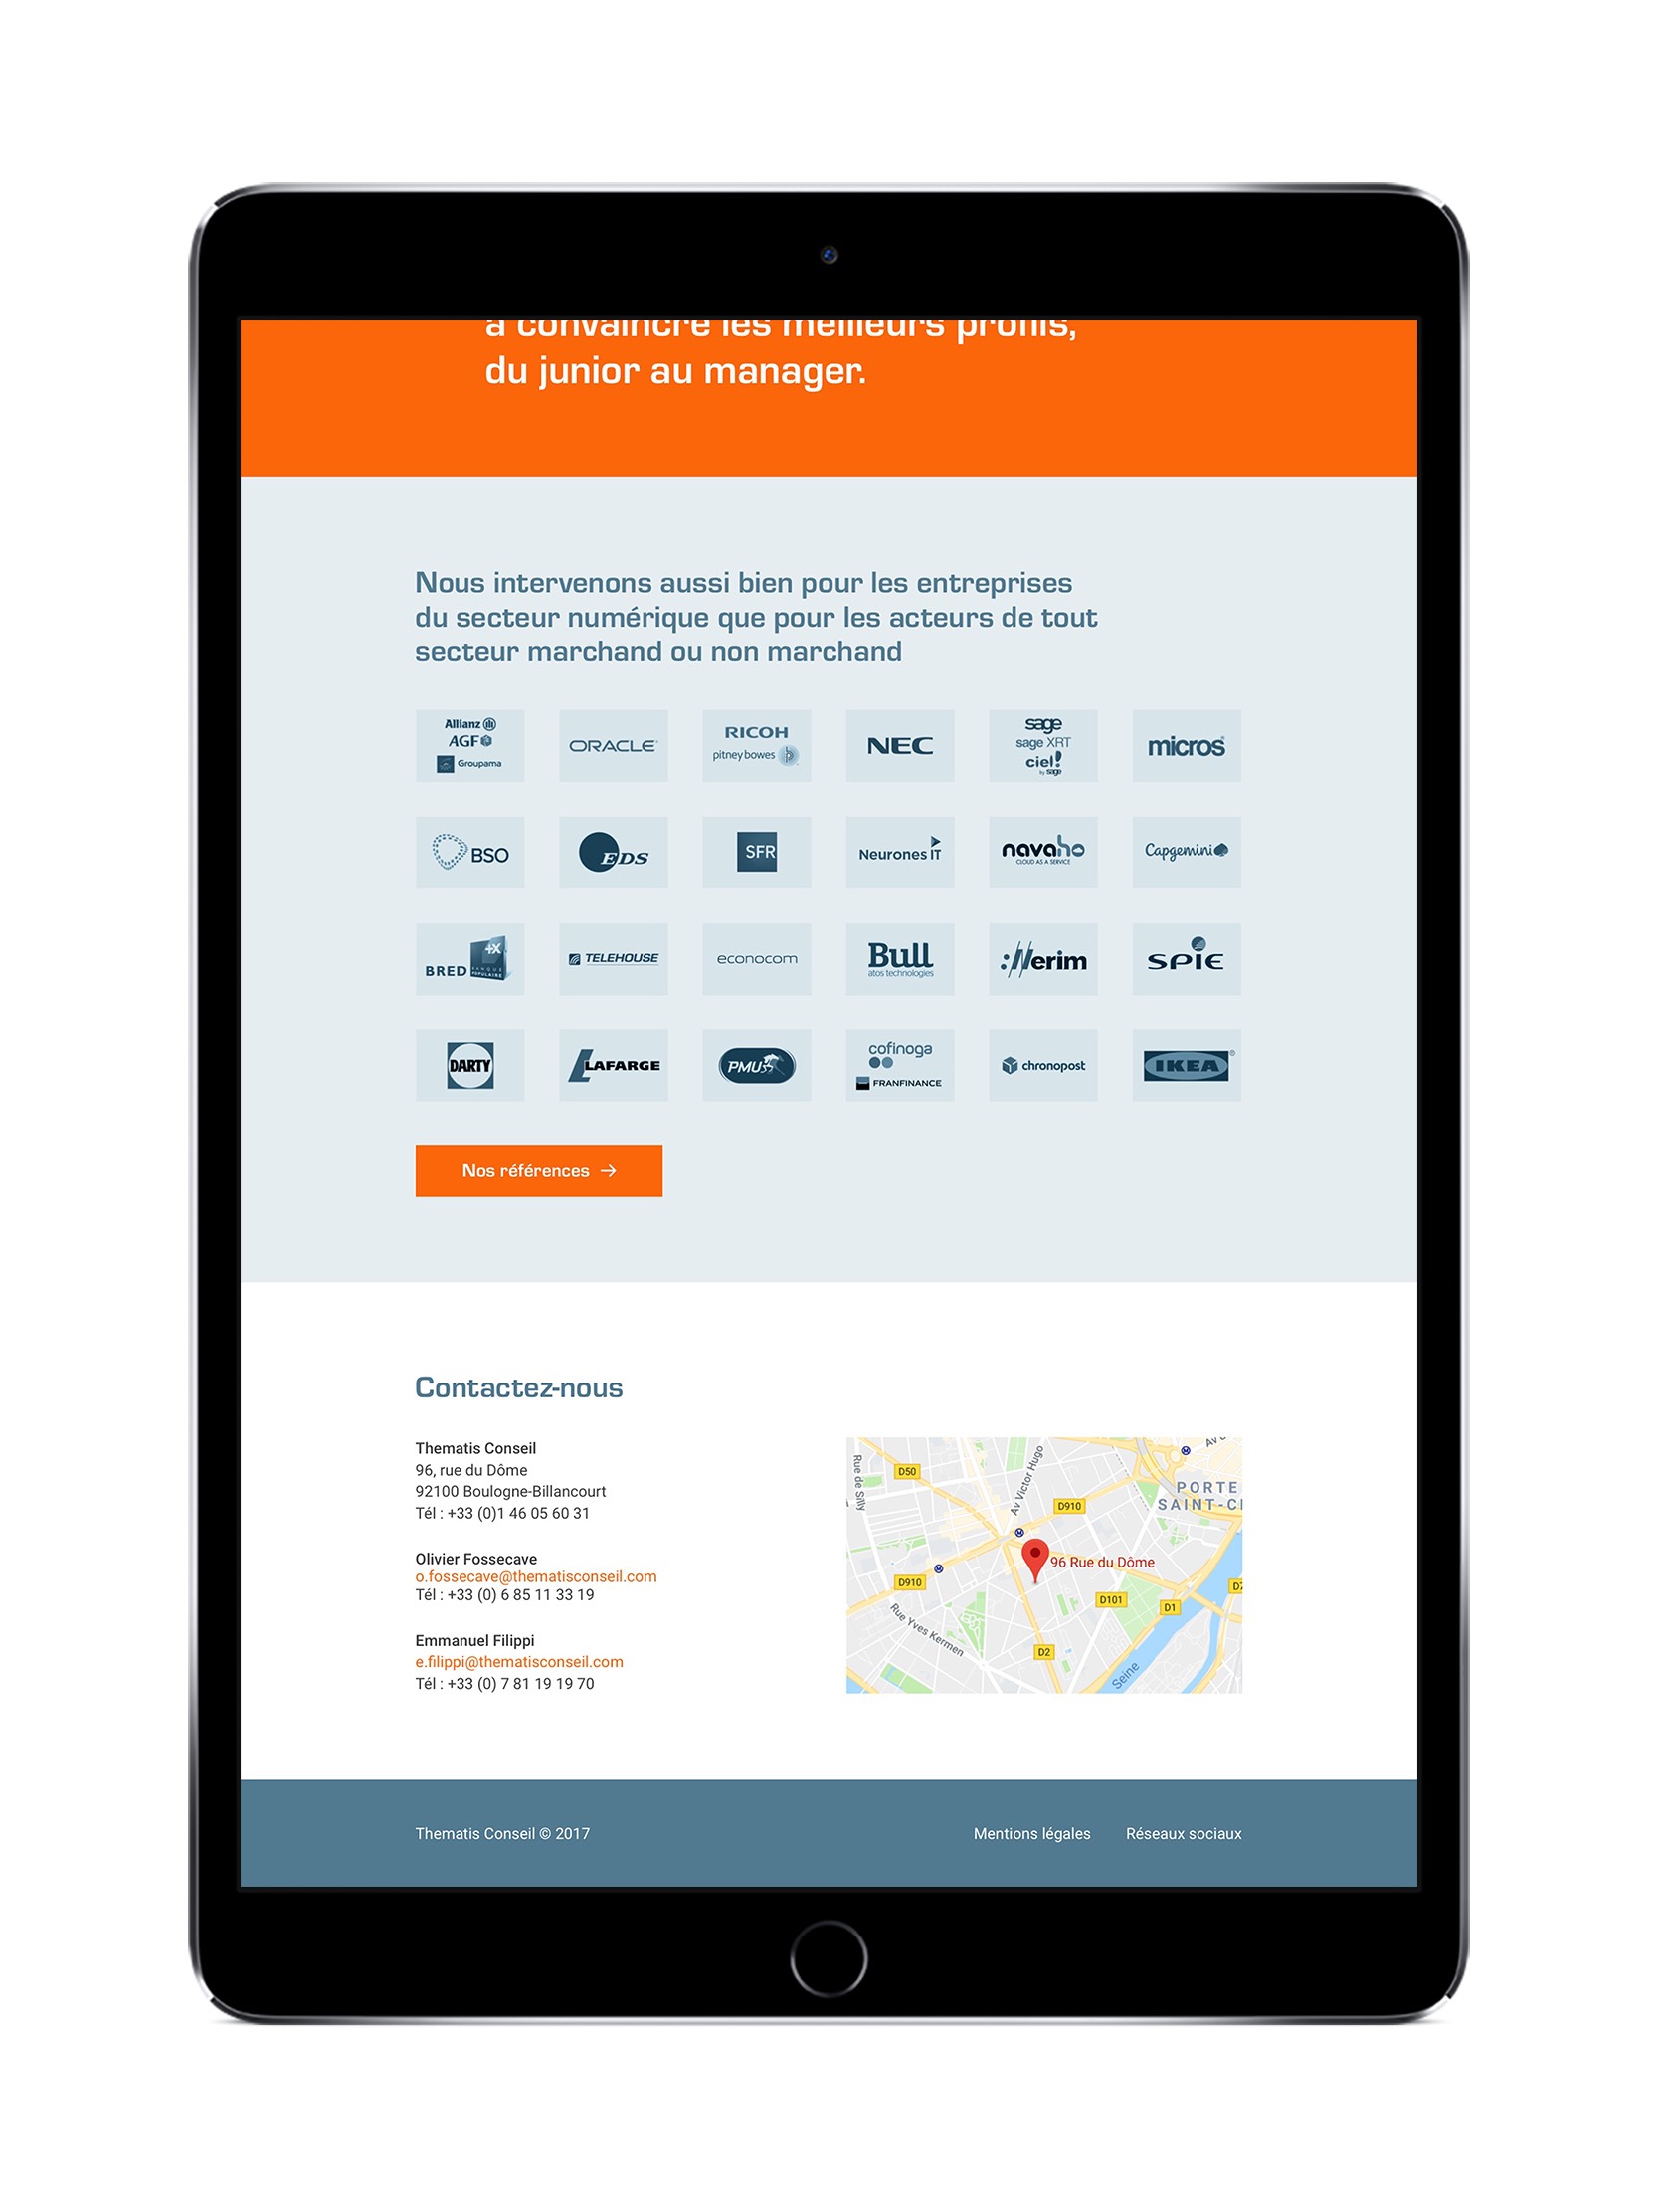 à convaincre les meilleurs profils,
du junior au manager.
Nous intervenons aussi bien pour les entreprises
du secteur numérique que pour les acteurs de tout
secteur marchand ou non marchand
Allianz
AGF
Groupama
ORACLE
RICOH
pitney bowes
NEC
sage
sage XRT
ciel!
by sage
micros
BSO
EDS
SFR
Neurones IT
navaho
CLOUD AS A SERVICE
Capgemini
BRED
+X
BANQUE
POPULAIRE
TELEHOUSE
econocom
Bull
atos technologies
:Nerim
SPIE
DARTY
LAFARGE
PMU
cofinoga
FRANFINANCE
chronopost
IKEA®
Nos références →
Contactez-nous
Thematis Conseil
96, rue du Dôme
92100 Boulogne-Billancourt
Tél : +33 (0)1 46 05 60 31
Olivier Fossecave
o.fossecave@thematisconseil.com
Tél : +33 (0) 6 85 11 33 19
Emmanuel Filippi
e.filippi@thematisconseil.com
Tél : +33 (0) 7 81 19 19 70
Rue de Silly
D50
Av Victor Hugo
D910
PORTE
SAINT-
96 Rue du Dôme
D910
D101
D1
Rue Yves Kermen
D2
Seine
Thematis Conseil © 2017
Mentions légales
Réseaux sociaux